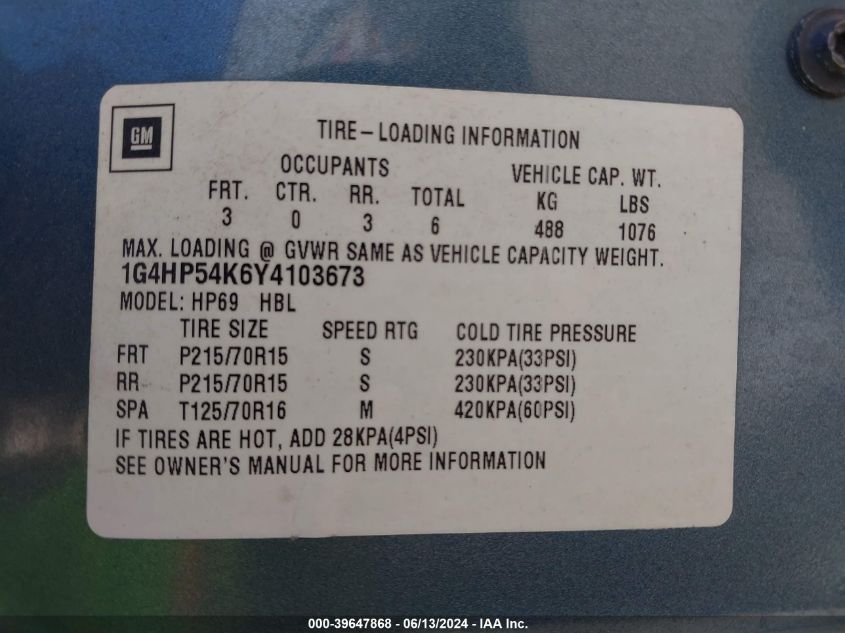 GM
TIRE-LOADING INFORMATION
OCCUPANTS VEHICLE CAP. WT.
FRT. CTR. RR. TOTAL KG LBS
3 0 3 6 488 1076
MAX. LOADING @ GVWR SAME AS VEHICLE CAPACITY WEIGHT.
1G4HP54K6Y4103673
MODEL: HP69 HBL
TIRE SIZE SPEED RTG COLD TIRE PRESSURE
FRT P215/70R15 S 230KPA(33PSI)
RR P215/70R15 S 230KPA(33PSI)
SPA T125/70R16 M 420KPA(60PSI)
IF TIRES ARE HOT, ADD 28KPA(4PSI)
SEE OWNER'S MANUAL FOR MORE INFORMATION
000-39647868 - 06/13/2024 - IAA Inc.